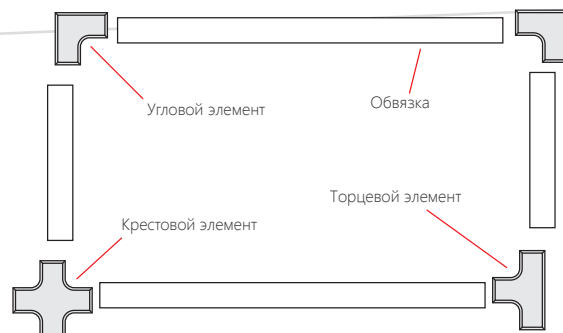 Угловой элемент
Обвязка
Торцевой элемент
Крестовой элемент